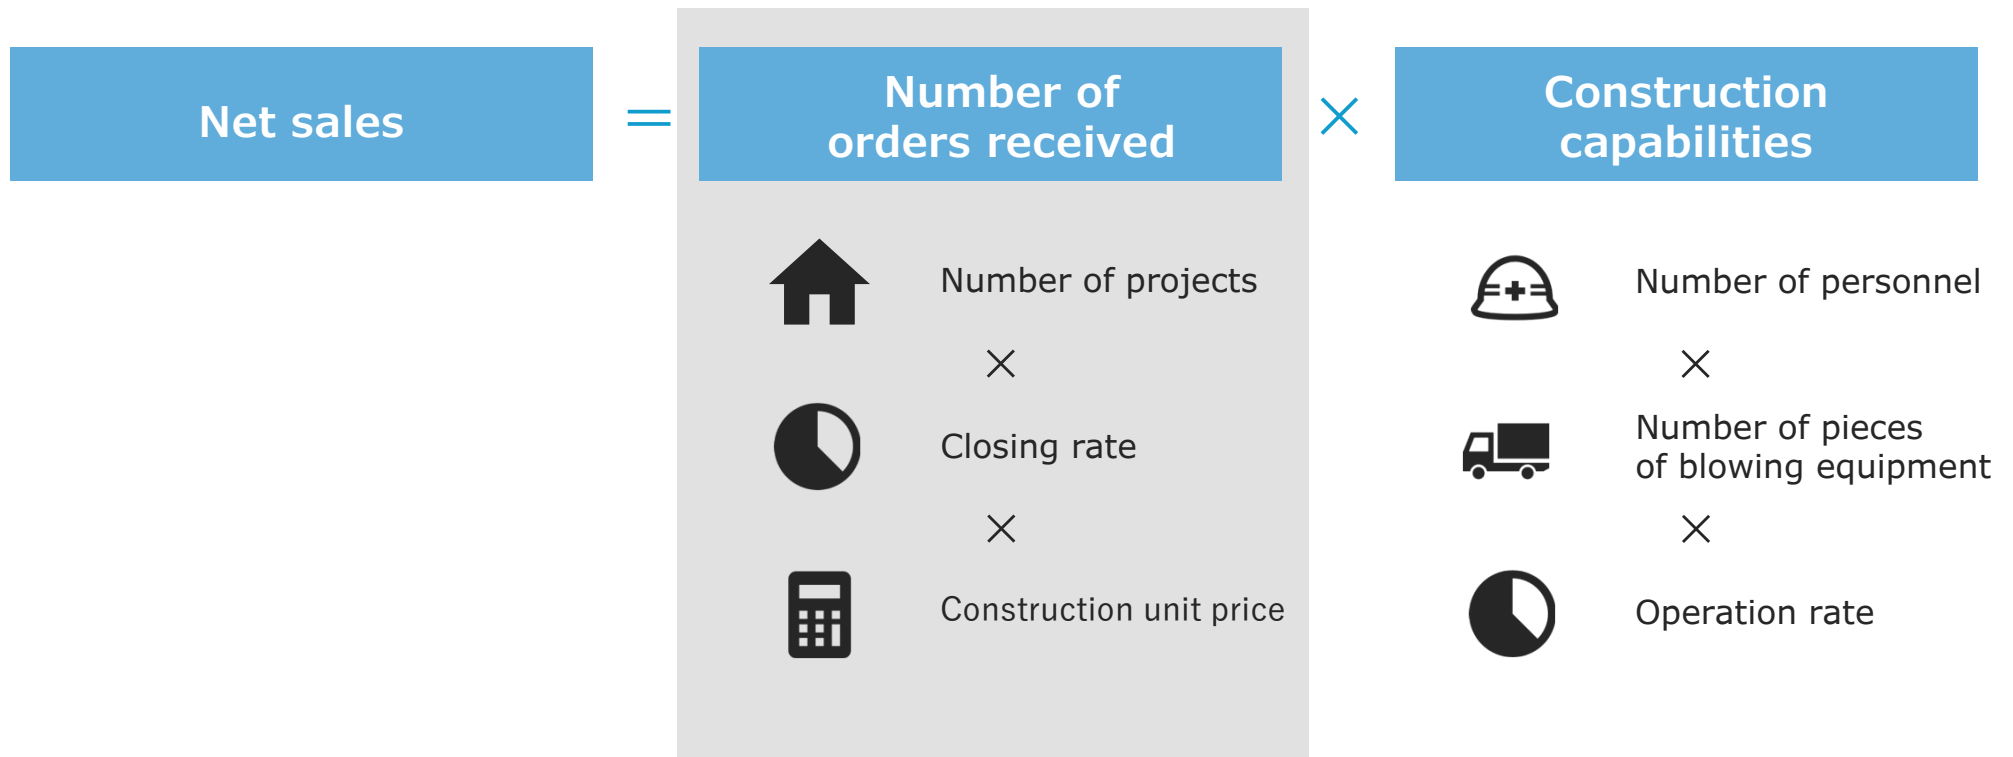 Net sales
=
Number of
orders received
×
Construction
capabilities
Number of projects
×
Closing rate
×
Construction unit price
Number of personnel
×
Number of pieces
of blowing equipment
×
Operation rate